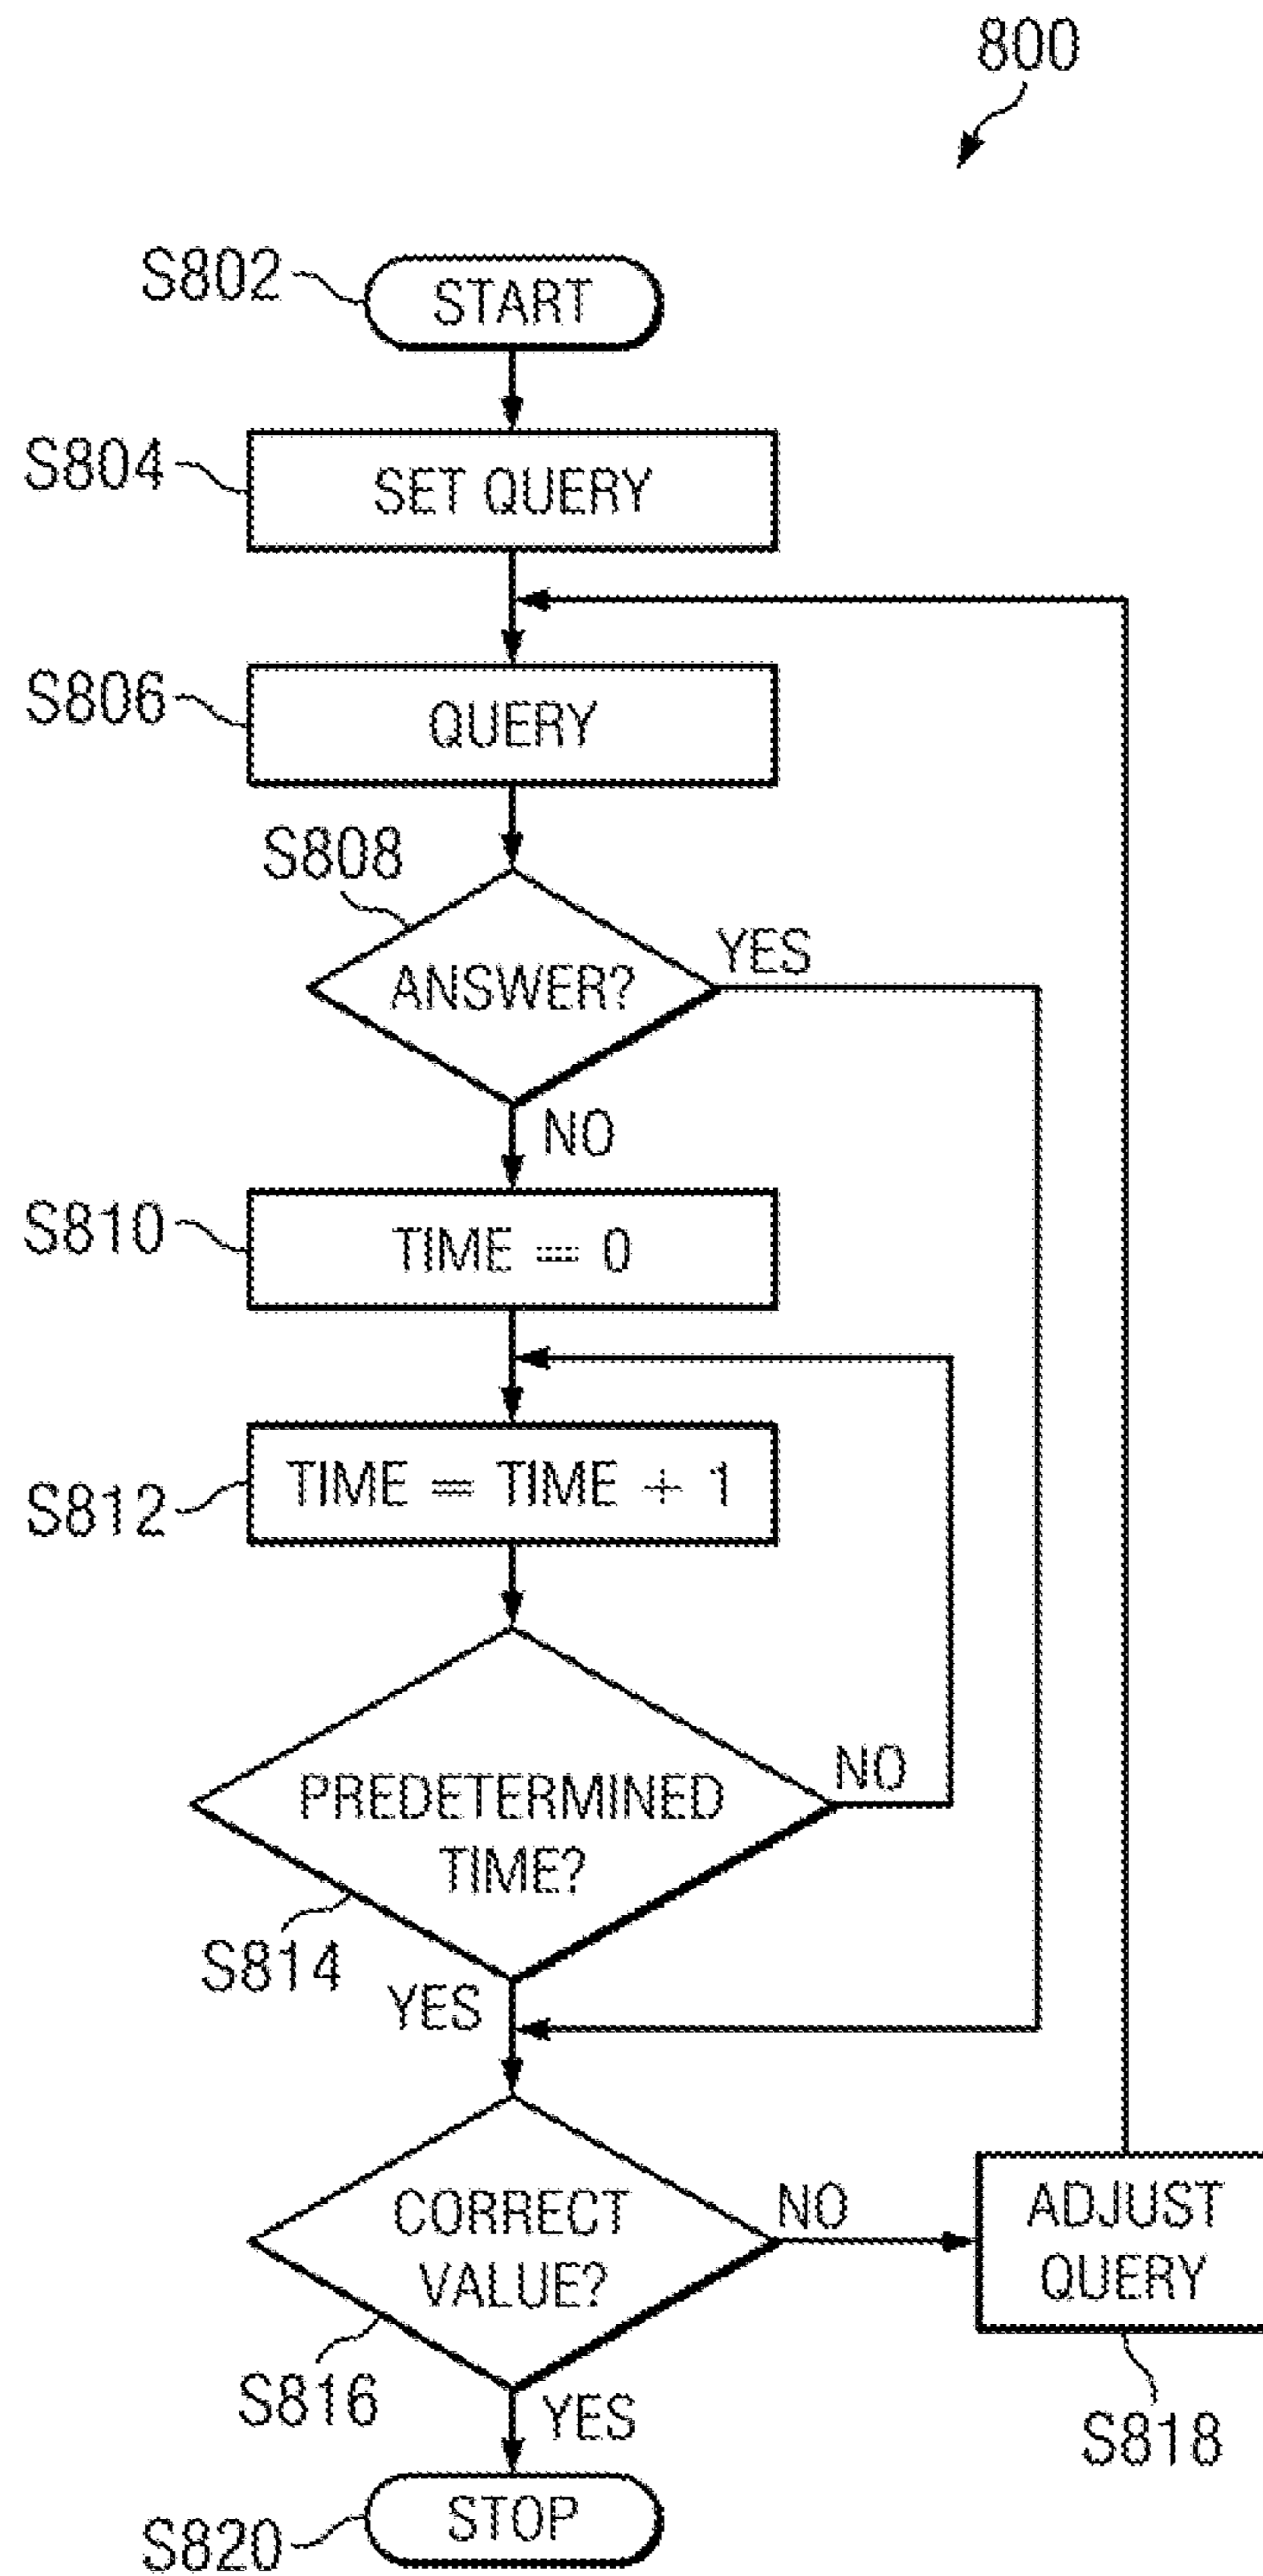 800
S802
START
S804
SET QUERY
S806
QUERY
S808
ANSWER?
YES
NO
S810
TIME = 0
S812
TIME = TIME + 1
PREDETERMINED
TIME?
NO
S814
YES
CORRECT
VALUE?
NO
ADJUST
QUERY
S816
YES
S818
S820
STOP